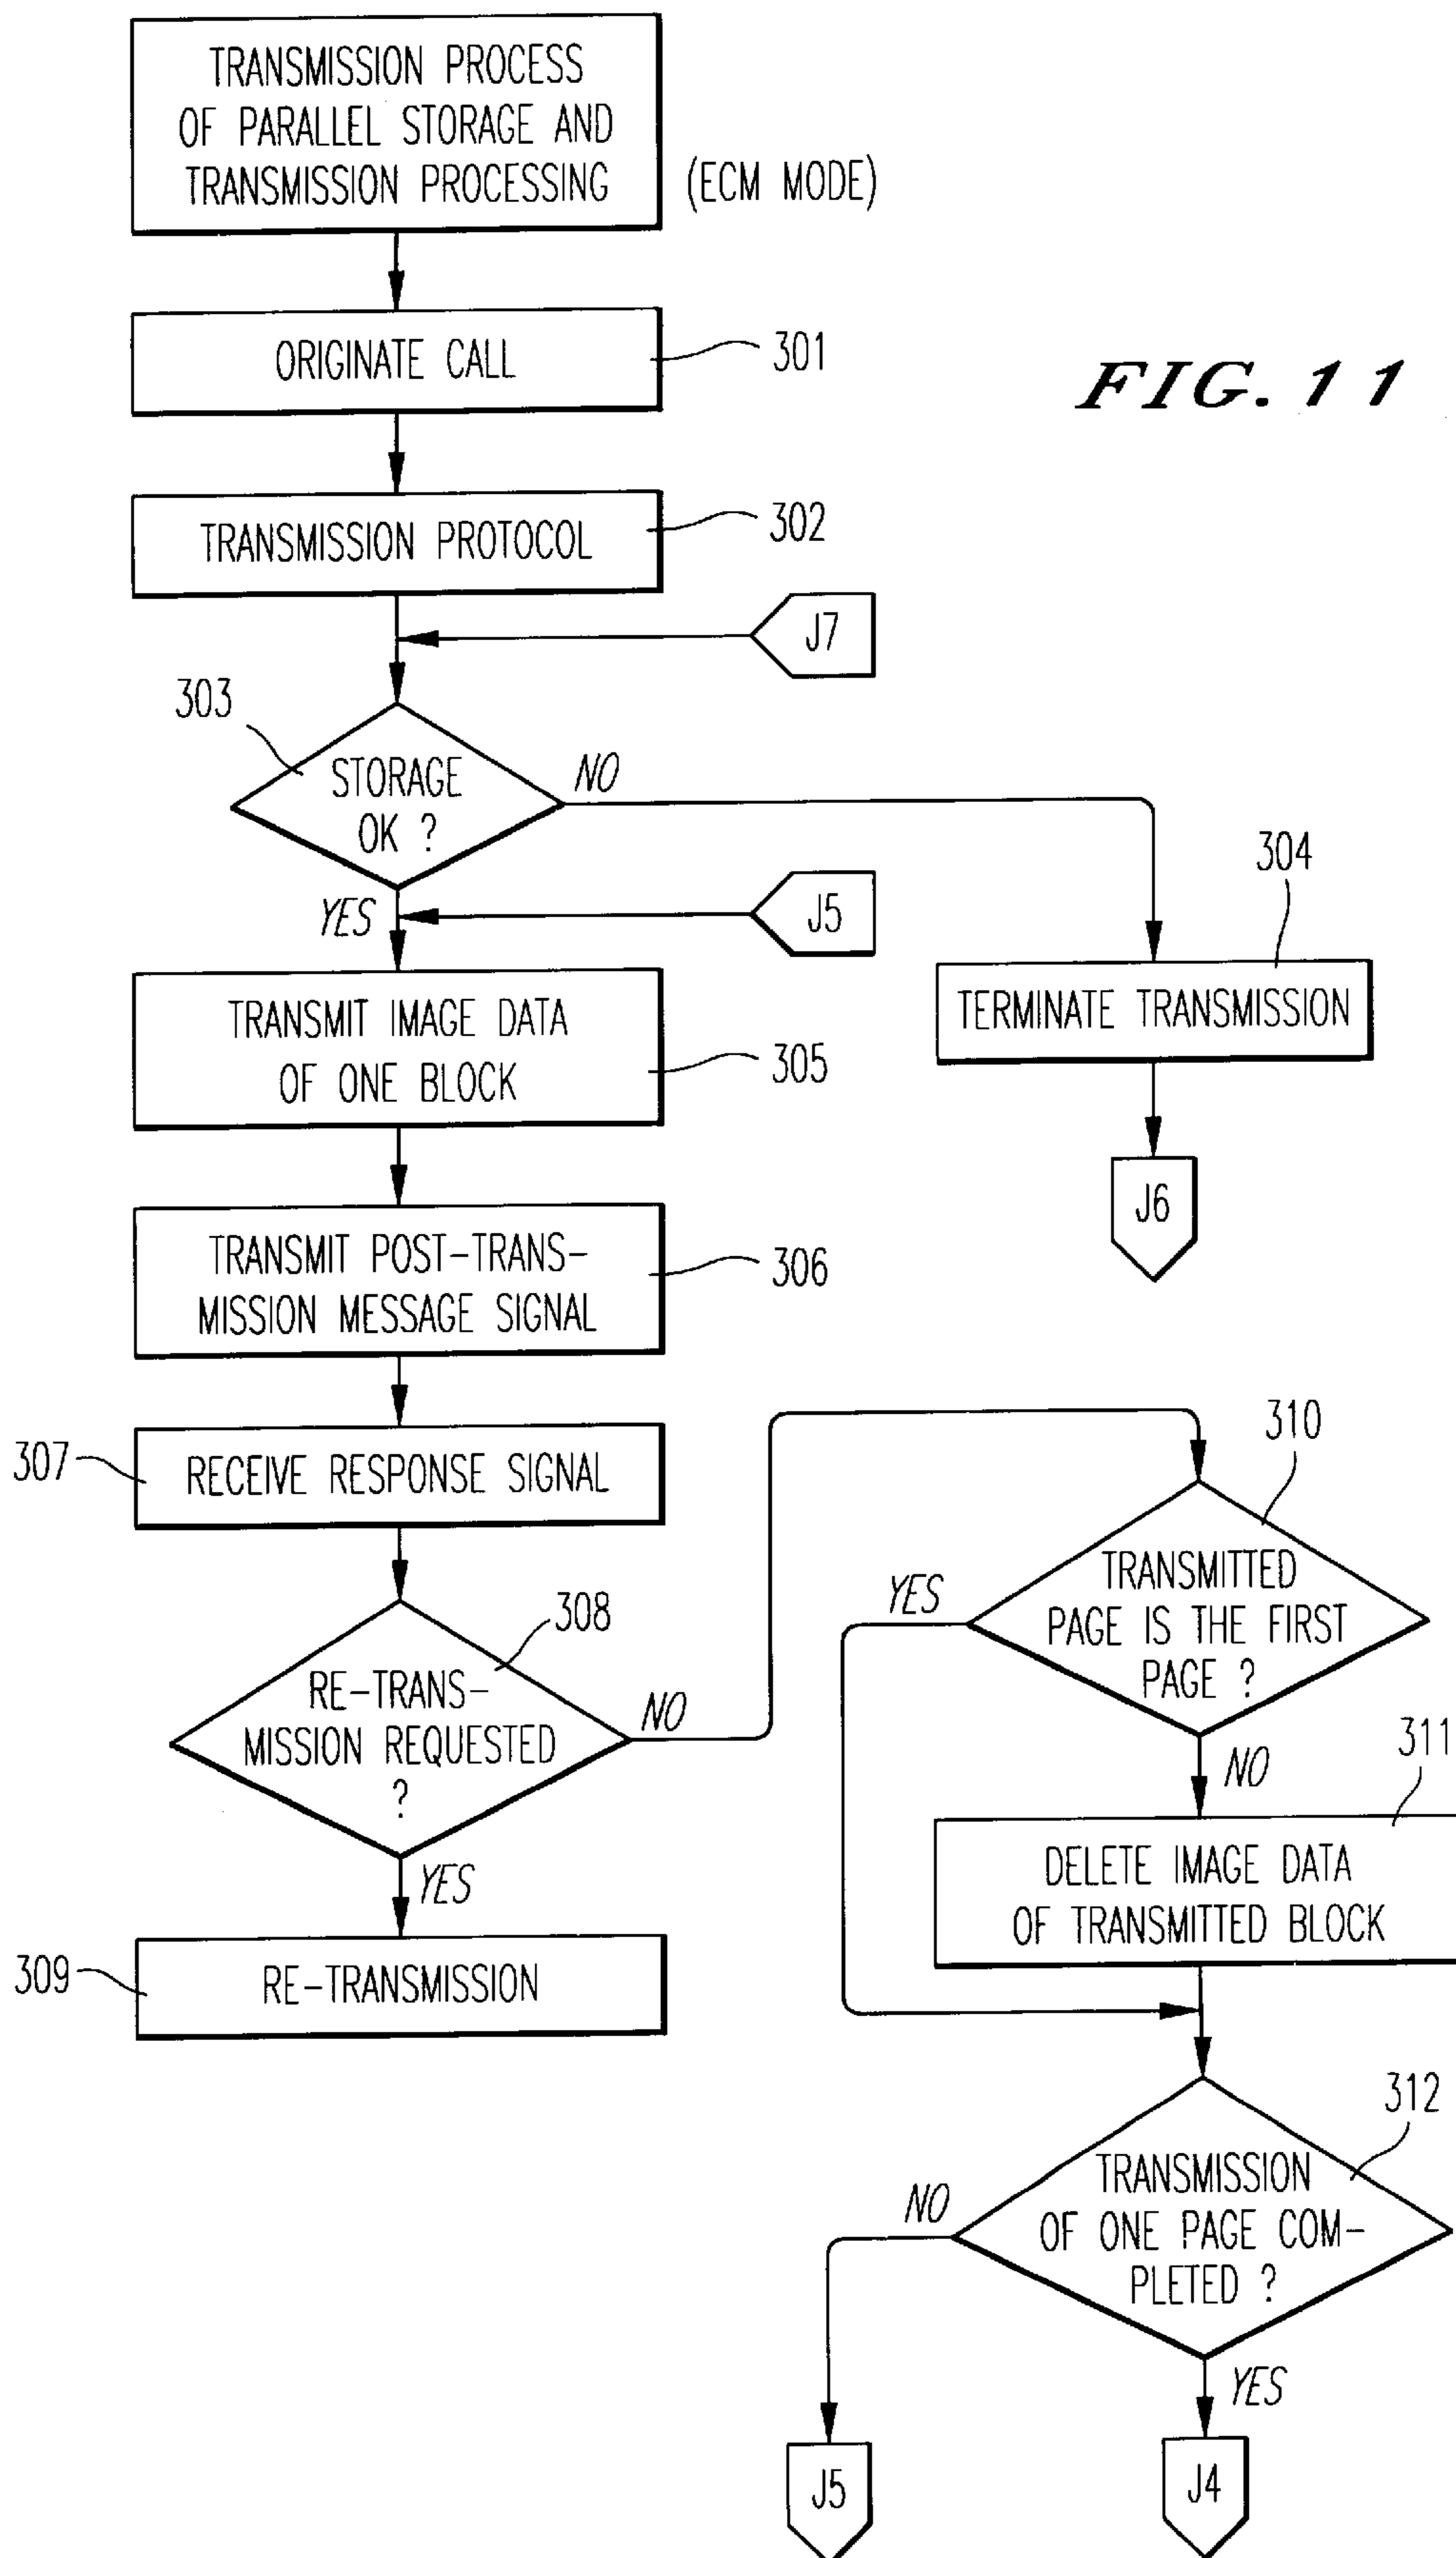 TRANSMISSION PROCESS
OF PARALLEL STORAGE AND
TRANSMISSION PROCESSING
(ECM MODE)
ORIGINATE CALL
301
FIG. 11
TRANSMISSION PROTOCOL
302
J7
303
STORAGE
OK ?
NO
YES
J5
304
TERMINATE TRANSMISSION
J6
TRANSMIT IMAGE DATA
OF ONE BLOCK
305
TRANSMIT POST-TRANS-
MISSION MESSAGE SIGNAL
306
307
RECEIVE RESPONSE SIGNAL
308
RE-TRANS-
MISSION REQUESTED
?
NO
YES
309
RE-TRANSMISSION
310
TRANSMITTED
PAGE IS THE FIRST
PAGE ?
YES
NO
311
DELETE IMAGE DATA
OF TRANSMITTED BLOCK
312
TRANSMISSION
OF ONE PAGE COM-
PLETED ?
NO
YES
J5
J4